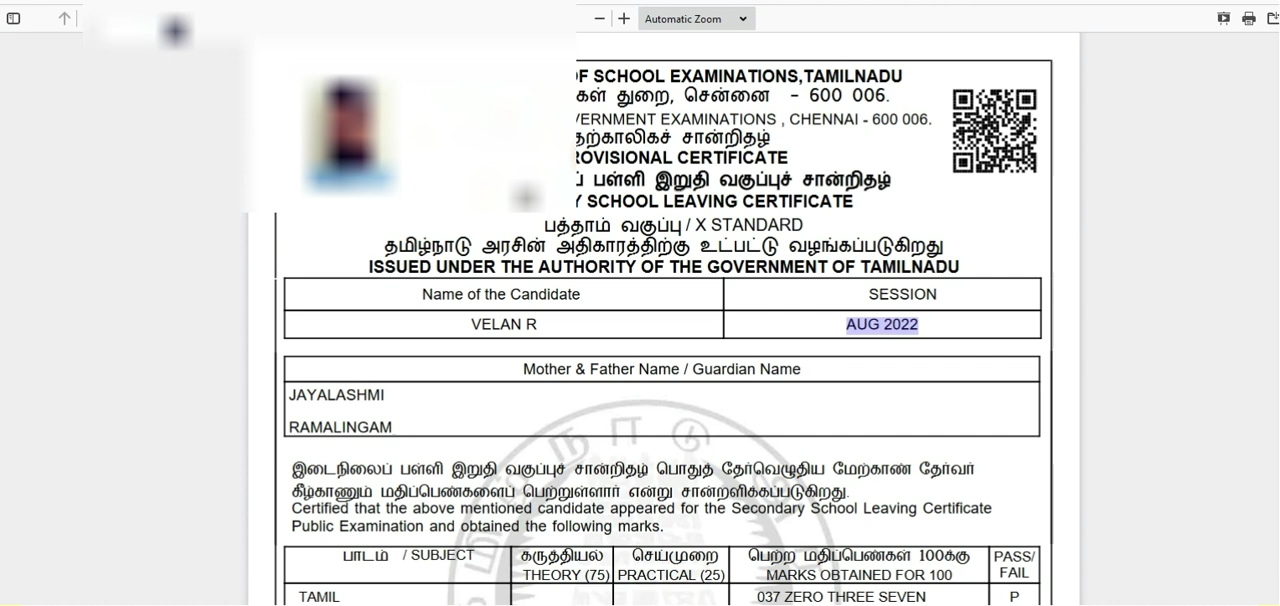 Automatic Zoom
OF SCHOOL EXAMINATIONS,TAMILNADU
கள் துறை, சென்னை - 600 006.
VERNMENT EXAMINATIONS , CHENNAI - 600 006.
தற்காலிகச் சான்றிதழ்
ROVISIONAL CERTIFICATE
பள்ளி இறுதி வகுப்புச் சான்றிதழ்
Y SCHOOL LEAVING CERTIFICATE
பத்தாம் வகுப்பு / X STANDARD
தமிழ்நாடு அரசின் அதிகாரத்திற்கு உட்பட்டு வழங்கப்படுகிறது
ISSUED UNDER THE AUTHORITY OF THE GOVERNMENT OF TAMILNADU
Name of the Candidate SESSION
VELAN R AUG 2022
Mother & Father Name / Guardian Name
JAYALASHMI
RAMALINGAM
இடைநிலைப் பள்ளி இறுதி வகுப்புச் சான்றிதழ் பொதுத் தேர்வெழுதிய மேற்காண் தேர்வர்
கீழ்காணும் மதிப்பெண்களைப் பெற்றுள்ளார் என்று சான்றளிக்கப்படுகிறது.
Certified that the above mentioned candidate appeared for the Secondary School Leaving Certificate
Public Examination and obtained the following marks.
பாடம் / SUBJECT கருத்தியல் செய்முறை பெற்ற மதிப்பெண்கள் 100க்கு PASS/
THEORY (75) PRACTICAL (25) MARKS OBTAINED FOR 100 FAIL
TAMIL 037 ZERO THREE SEVEN P